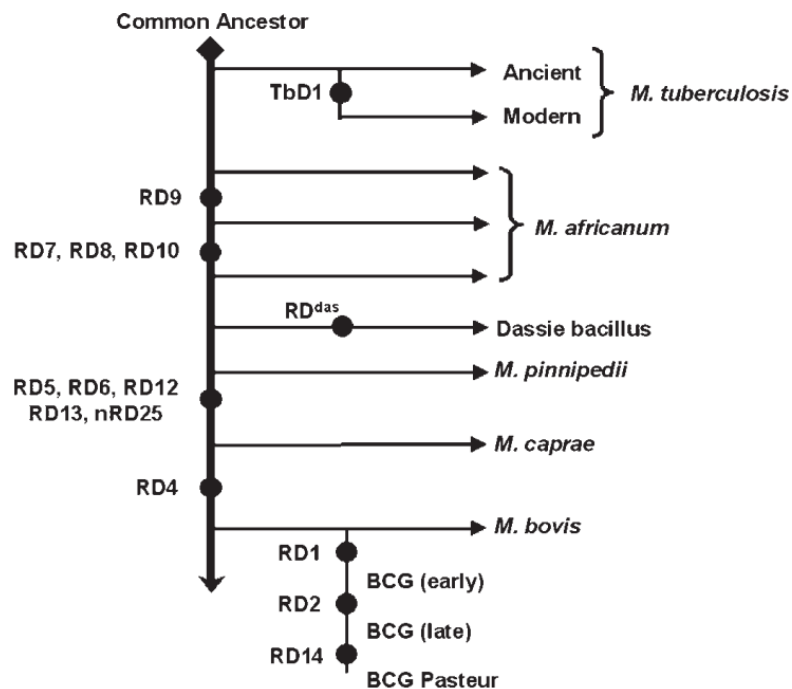 Common Ancestor
Ancient
TbD1
M. tuberculosis
Modern
RD9
M. africanum
RD7, RD8, RD10
RDdas
Dassie bacillus
M. pinnipedii
RD5, RD6, RD12
RD13, nRD25
M. caprae
RD4
M. bovis
RD1
BCG (early)
RD2
BCG (late)
RD14
BCG Pasteur